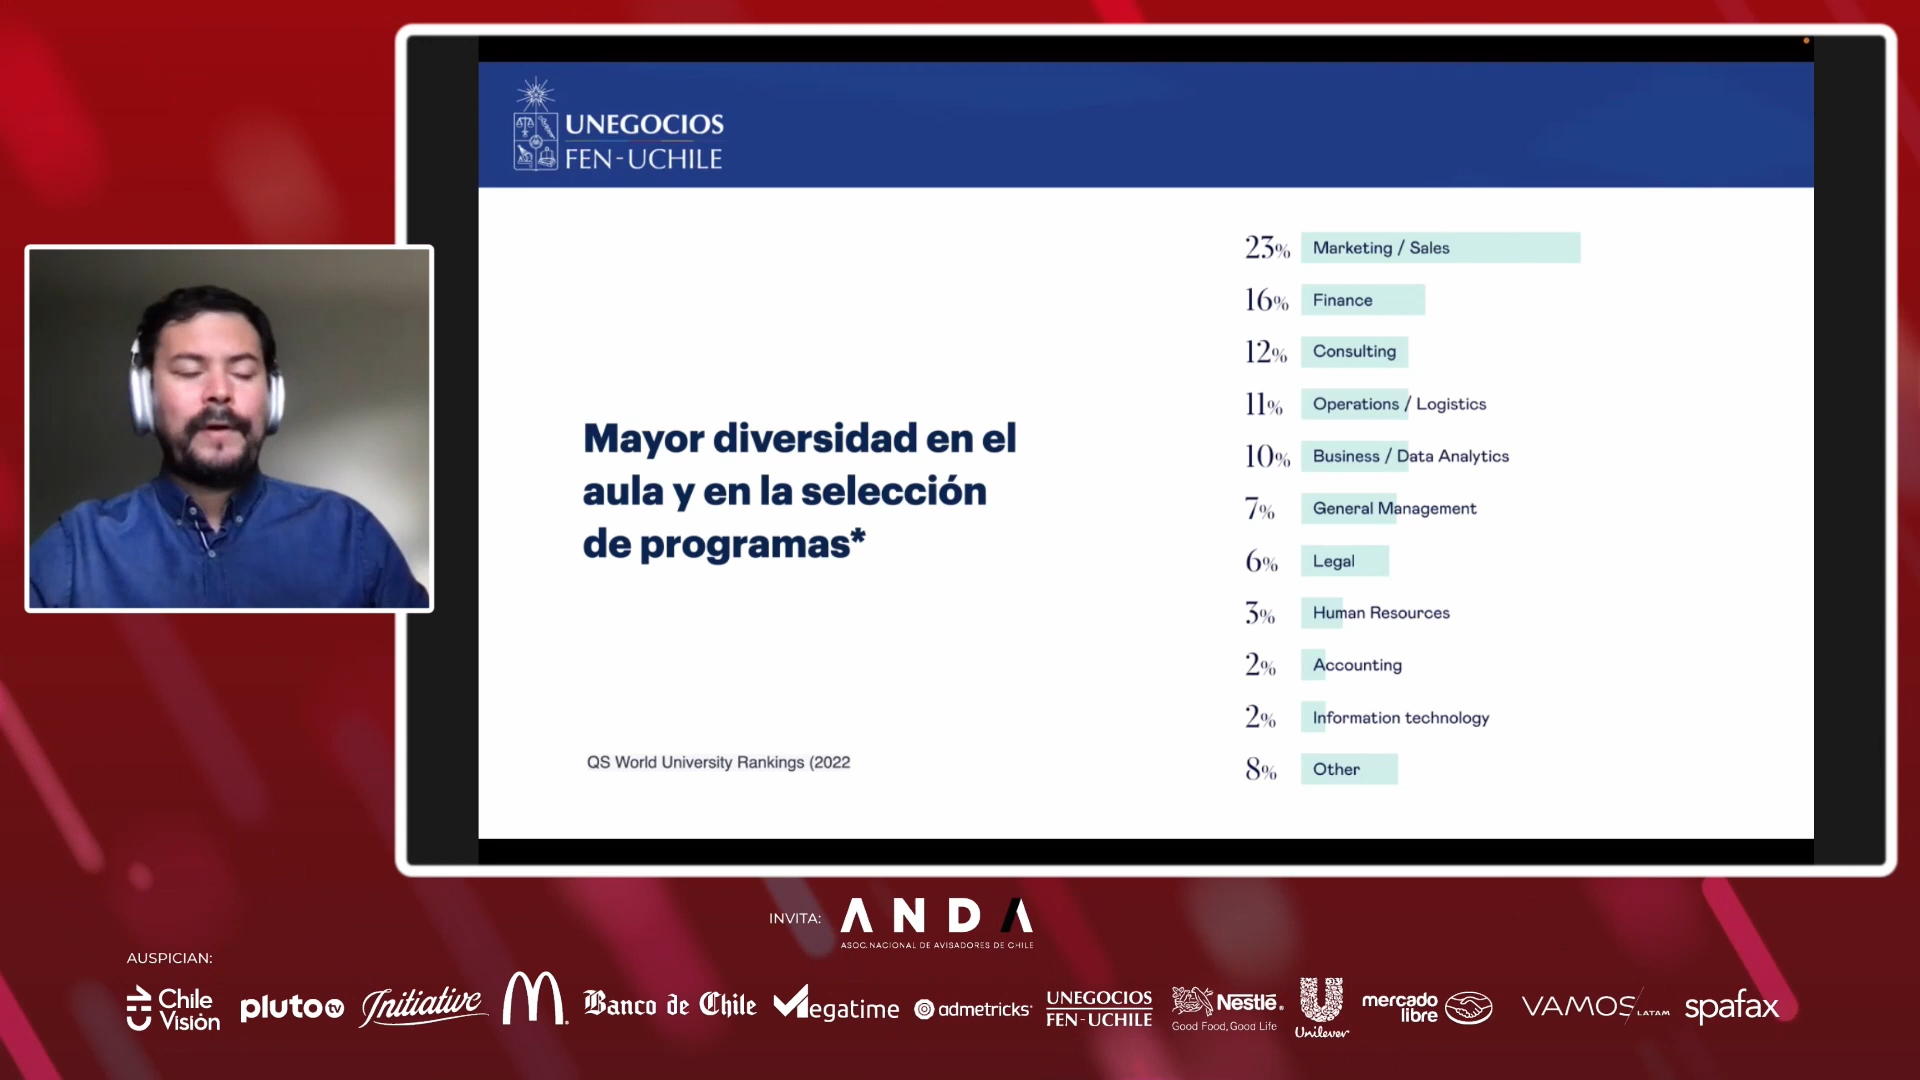 UNEGOCIOS
FEN-UCHILE
Mayor diversidad en el
aula y en la selección
de programas*
QS World University Rankings (2022
23% Marketing / Sales
16% Finance
12% Consulting
11% Operations / Logistics
10% Business / Data Analytics
7% General Management
6% Legal
3% Human Resources
2% Accounting
2% Information technology
8% Other
INVITA:
ANDA
ASOC. NACIONAL DE AVISADORES DE CHILE
AUSPICIAN:
CHV
Chile
Visión
pluto tv
Initiative
M
Banco de Chile
Megatime
admetricks
UNEGOCIOS
FEN-UCHILE
Nestlé.
Good Food, Good Life
Unilever
mercado
libre
VAMOS/LATAM
spafax